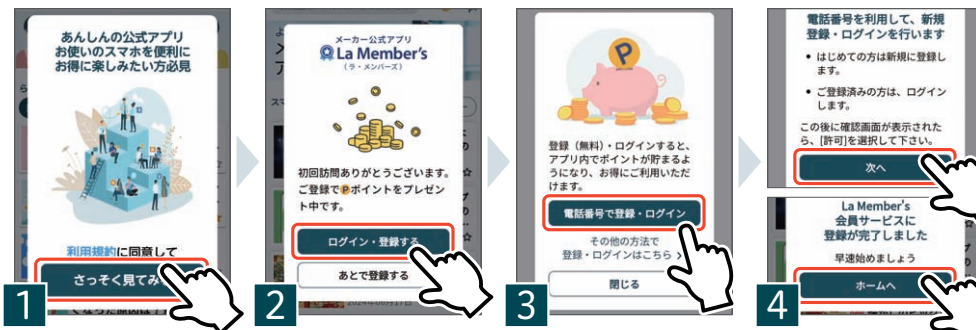 あんしんの公式アプリ
お使いのスマホを便利に
お得に楽しみたい方必見
利用規約に同意して
さっそく見てみ
1
メーカー公式アプリ
La Member's
(ラ・メンバーズ)
初回訪問ありがとうございます。
ご登録でPポイントをプレゼン
ト中です。
ログイン・登録する
あとで登録する
2
P
登録(無料)・ログインすると、
アプリ内でポイントが貯まるよ
うになり、お得にご利用いただ
けます。
電話番号で登録・ログイン
その他の方法で
登録・ログインはこちら
閉じる
3
電話番号を利用して、新規
登録・ログインを行います
• はじめての方は新規に登録し
ます。
• ご登録済みの方は、ログイン
します。
この後に確認画面が表示された
ら、[許可]を選択して下さい。
次へ
La Member's
会員サービスに
登録が完了しました
早速始めましょう
ホームへ
4